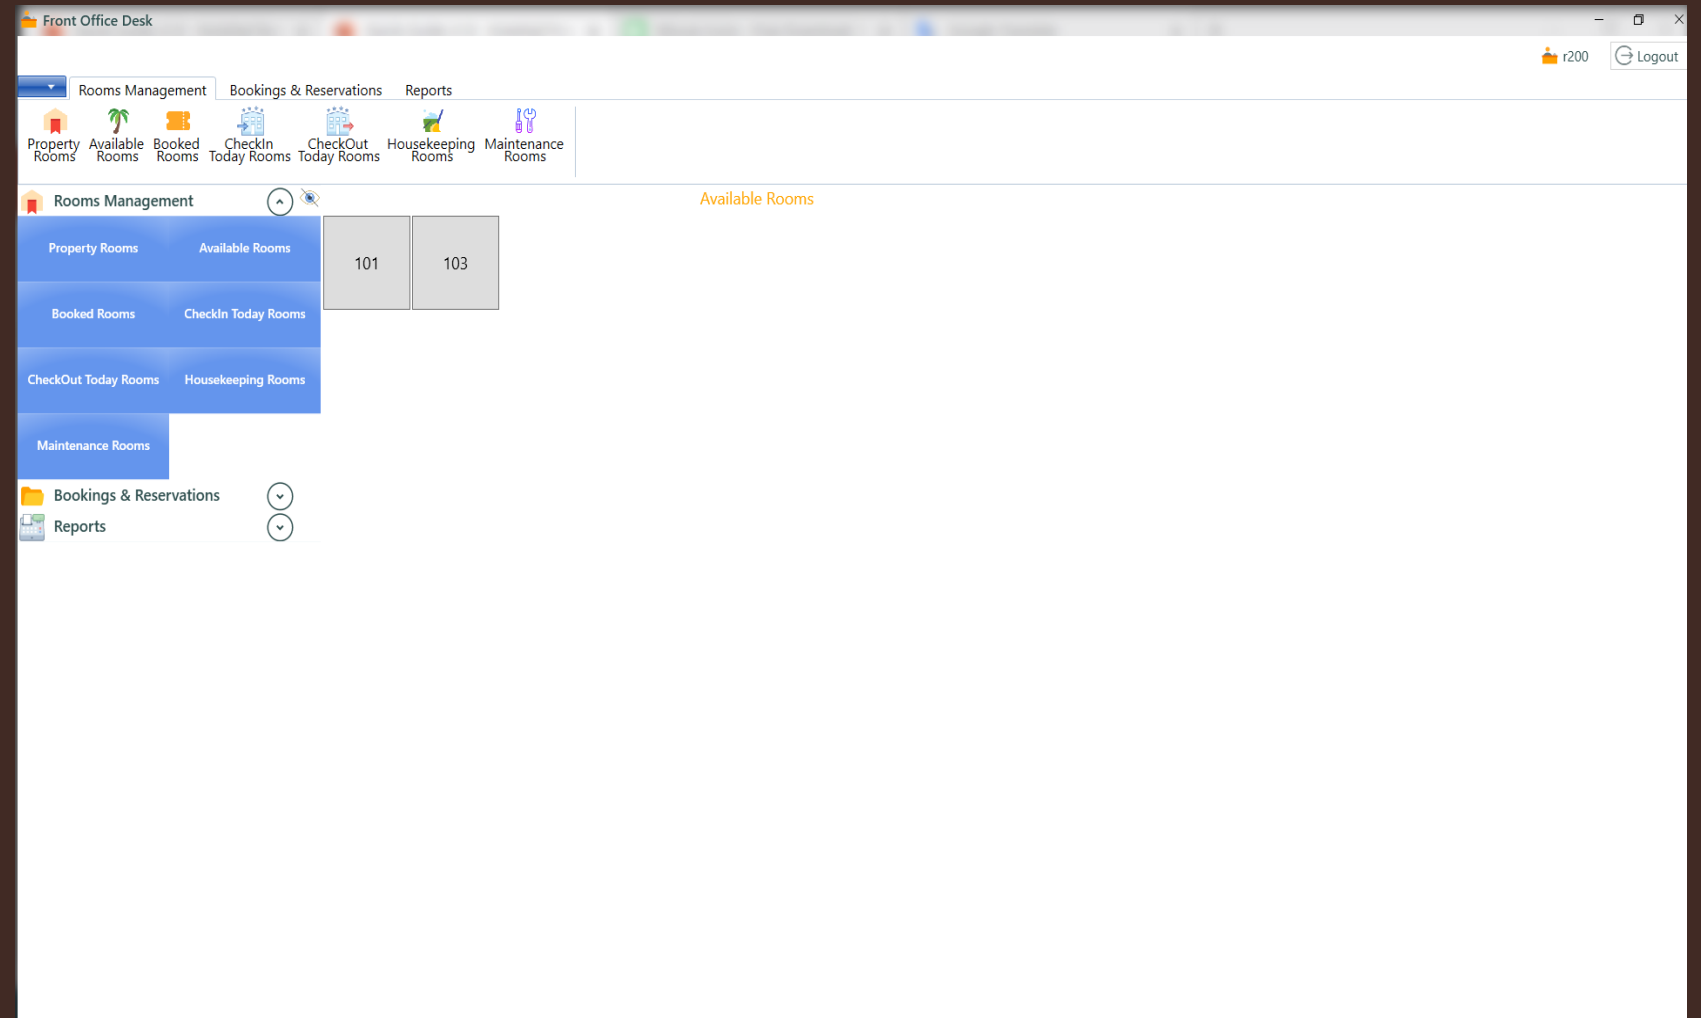 Front Office Desk
r200
Logout
Rooms Management
Bookings & Reservations
Reports
Property
Rooms
Available
Rooms
Booked
Rooms
CheckIn
Today Rooms
CheckOut
Today Rooms
Housekeeping
Rooms
Maintenance
Rooms
Rooms Management
Available Rooms
Property Rooms
Available Rooms
101
103
Booked Rooms
CheckIn Today Rooms
CheckOut Today Rooms
Housekeeping Rooms
Maintenance Rooms
Bookings & Reservations
Reports